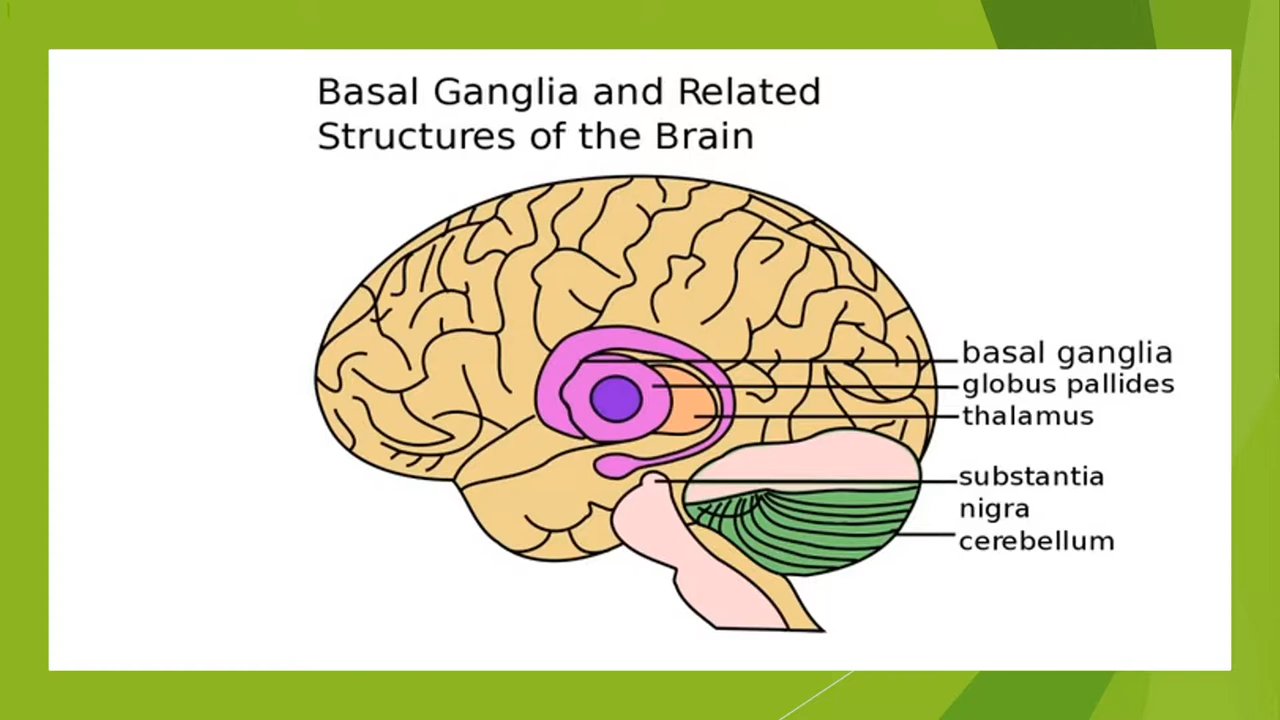 Basal Ganglia and Related
Structures of the Brain
basal ganglia
globus pallides
thalamus
substantia
nigra
cerebellum